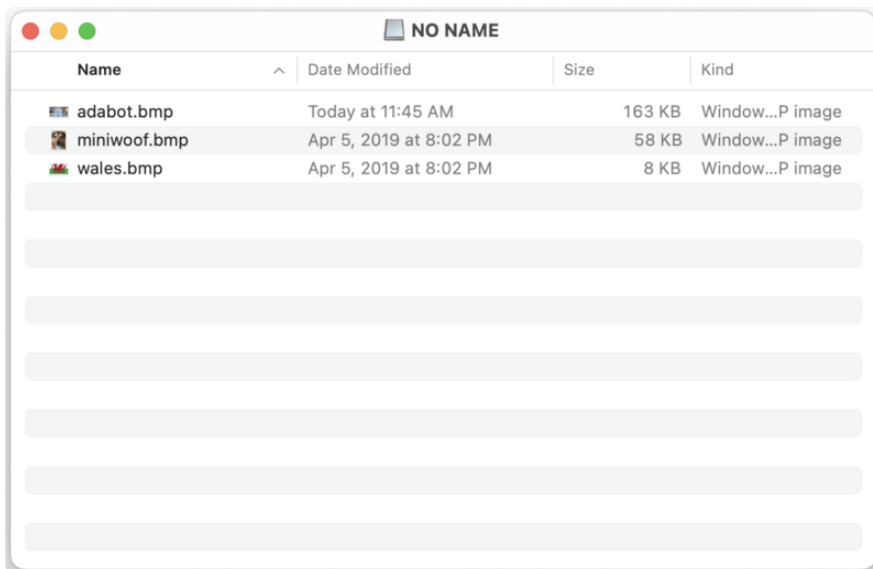 NO NAME
Name Date Modified Size Kind
adabot.bmp Today at 11:45 AM 163 KB Window...P image
miniwoof.bmp Apr 5, 2019 at 8:02 PM 58 KB Window...P image
wales.bmp Apr 5, 2019 at 8:02 PM 8 KB Window...P image